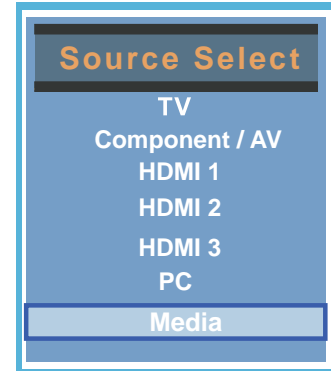 Source Select
TV
Component / AV
HDMI 1
HDMI 2
HDMI 3
PC
Media